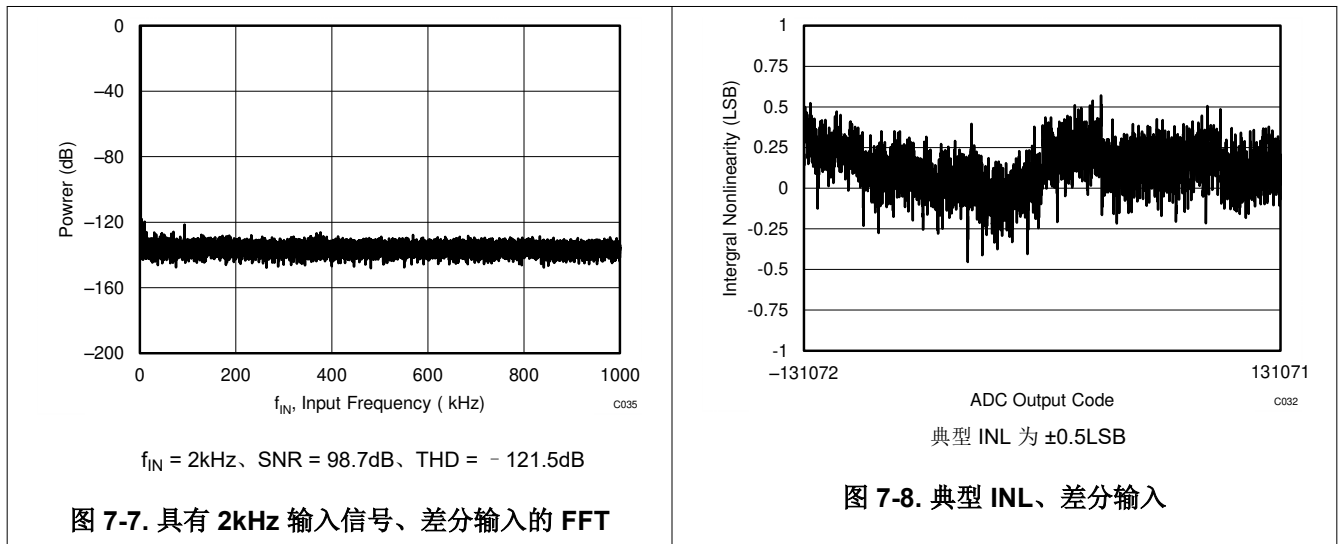 0
–40
–80
–120
–160
–200
Powrer (dB)
0 200 400 600 800 1000
f_IN, Input Frequency ( kHz)
C035
f_IN = 2kHz、SNR = 98.7dB、THD = – 121.5dB
图 7-7. 具有 2kHz 输入信号、差分输入的 FFT
1
0.75
0.5
0.25
0
-0.25
-0.5
-0.75
-1
Intergral Nonlinearity (LSB)
–131072 131071
ADC Output Code
C032
典型 INL 为 ±0.5LSB
图 7-8. 典型 INL、差分输入